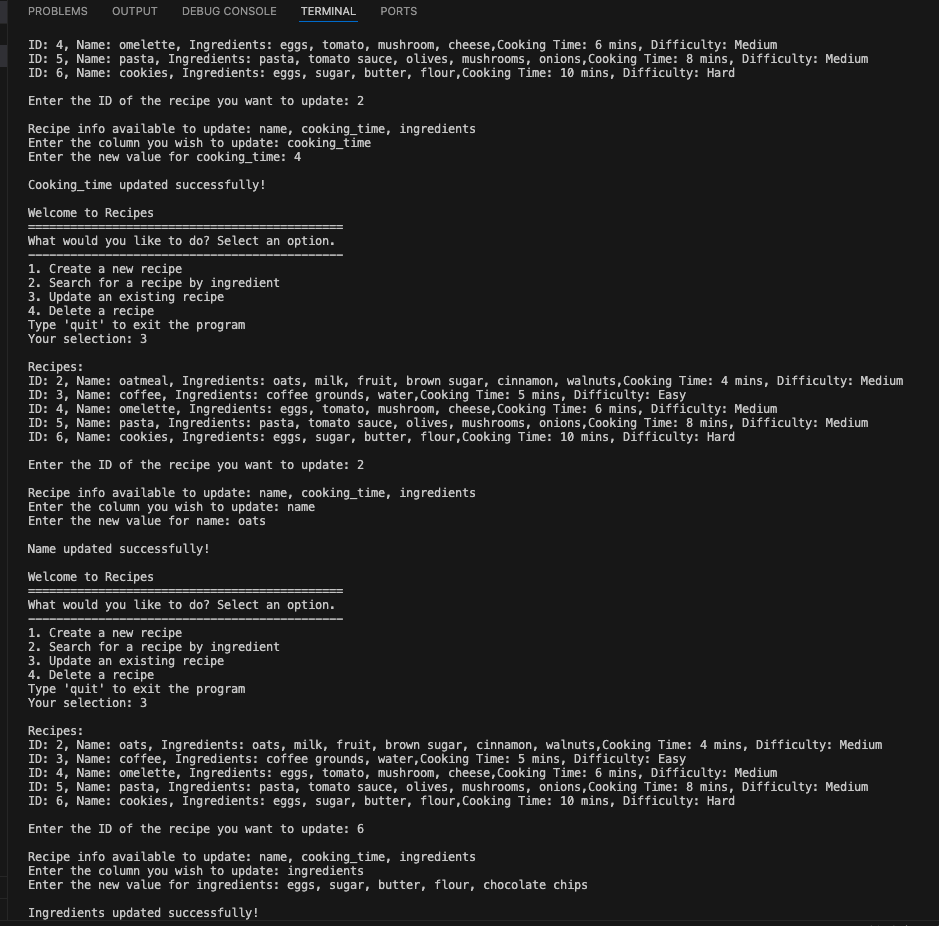 PROBLEMS OUTPUT DEBUG CONSOLE TERMINAL PORTS
ID: 4, Name: omelette, Ingredients: eggs, tomato, mushroom, cheese,Cooking Time: 6 mins, Difficulty: Medium
ID: 5, Name: pasta, Ingredients: pasta, tomato sauce, olives, mushrooms, onions,Cooking Time: 8 mins, Difficulty: Medium
ID: 6, Name: cookies, Ingredients: eggs, sugar, butter, flour,Cooking Time: 10 mins, Difficulty: Hard
Enter the ID of the recipe you want to update: 2
Recipe info available to update: name, cooking_time, ingredients
Enter the column you wish to update: cooking_time
Enter the new value for cooking_time: 4
Cooking_time updated successfully!
Welcome to Recipes
=============================================
What would you like to do? Select an option.
---------------------------------------------
1. Create a new recipe
2. Search for a recipe by ingredient
3. Update an existing recipe
4. Delete a recipe
Type 'quit' to exit the program
Your selection: 3
Recipes:
ID: 2, Name: oatmeal, Ingredients: oats, milk, fruit, brown sugar, cinnamon, walnuts,Cooking Time: 4 mins, Difficulty: Medium
ID: 3, Name: coffee, Ingredients: coffee grounds, water,Cooking Time: 5 mins, Difficulty: Easy
ID: 4, Name: omelette, Ingredients: eggs, tomato, mushroom, cheese,Cooking Time: 6 mins, Difficulty: Medium
ID: 5, Name: pasta, Ingredients: pasta, tomato sauce, olives, mushrooms, onions,Cooking Time: 8 mins, Difficulty: Medium
ID: 6, Name: cookies, Ingredients: eggs, sugar, butter, flour,Cooking Time: 10 mins, Difficulty: Hard
Enter the ID of the recipe you want to update: 2
Recipe info available to update: name, cooking_time, ingredients
Enter the column you wish to update: name
Enter the new value for name: oats
Name updated successfully!
Welcome to Recipes
=============================================
What would you like to do? Select an option.
---------------------------------------------
1. Create a new recipe
2. Search for a recipe by ingredient
3. Update an existing recipe
4. Delete a recipe
Type 'quit' to exit the program
Your selection: 3
Recipes:
ID: 2, Name: oats, Ingredients: oats, milk, fruit, brown sugar, cinnamon, walnuts,Cooking Time: 4 mins, Difficulty: Medium
ID: 3, Name: coffee, Ingredients: coffee grounds, water,Cooking Time: 5 mins, Difficulty: Easy
ID: 4, Name: omelette, Ingredients: eggs, tomato, mushroom, cheese,Cooking Time: 6 mins, Difficulty: Medium
ID: 5, Name: pasta, Ingredients: pasta, tomato sauce, olives, mushrooms, onions,Cooking Time: 8 mins, Difficulty: Medium
ID: 6, Name: cookies, Ingredients: eggs, sugar, butter, flour,Cooking Time: 10 mins, Difficulty: Hard
Enter the ID of the recipe you want to update: 6
Recipe info available to update: name, cooking_time, ingredients
Enter the column you wish to update: ingredients
Enter the new value for ingredients: eggs, sugar, butter, flour, chocolate chips
Ingredients updated successfully!